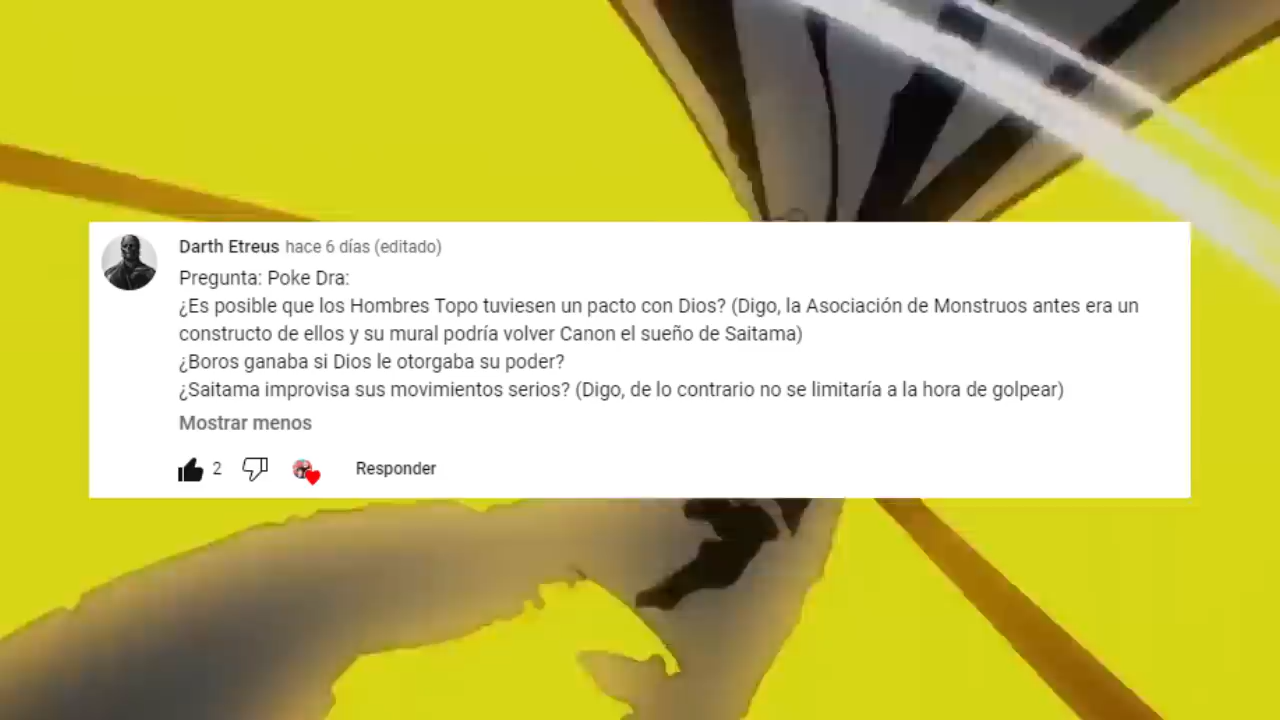 Darth Etreus hace 6 días (editado)
Pregunta: Poke Dra:
¿Es posible que los Hombres Topo tuviesen un pacto con Dios? (Digo, la Asociación de Monstruos antes era un
constructo de ellos y su mural podría volver Canon el sueño de Saitama)
¿Boros ganaba si Dios le otorgaba su poder?
¿Saitama improvisa sus movimientos serios? (Digo, de lo contrario no se limitaría a la hora de golpear)
Mostrar menos
2 Responder